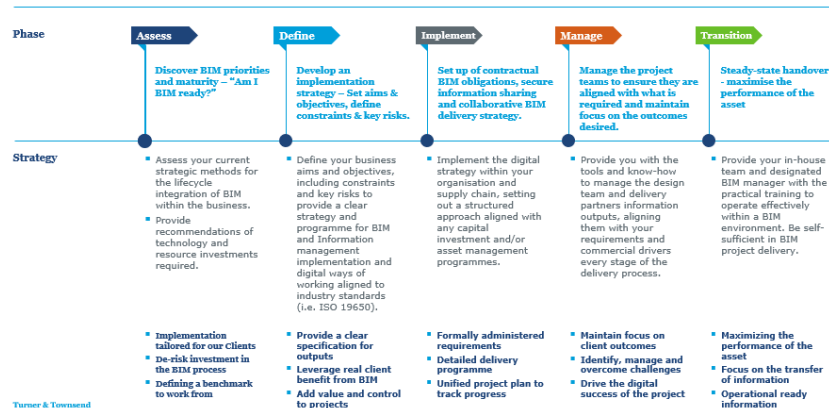 Phase
Assess
Define
Implement
Manage
Transition
Discover BIM priorities
and maturity – "Am I
BIM ready?"
Develop an
implementation
strategy – Set aims &
objectives, define
constraints & key risks.
Set up of contractual
BIM obligations, secure
information sharing
and collaborative BIM
delivery strategy.
Manage the project
teams to ensure they are
aligned with what is
required and maintain
focus on the outcomes
desired.
Steady-state handover
- maximise the
performance of the
asset
Strategy
▪ Assess your current
strategic methods for
the lifecycle
integration of BIM
within the business.
▪ Provide
recommendations of
technology and
resource investments
required.
▪ Define your business
aims and objectives,
including constraints
and key risks to
provide a clear
strategy and
programme for BIM
and Information
management
implementation and
digital ways of
working aligned to
industry standards
(i.e. ISO 19650).
▪ Implement the digital
strategy within your
organisation and
supply chain, setting
out a structured
approach aligned with
any capital
investment and/or
asset management
programmes.
▪ Provide you with the
tools and know-how
to manage the design
team and delivery
partners information
outputs, aligning
them with your
requirements and
commercial drivers
every stage of the
delivery process.
▪ Provide your in-house
team and designated
BIM manager with the
practical training to
operate effectively
within a BIM
environment. Be self-
sufficient in BIM
project delivery.
▪ Implementation
tailored for our Clients
▪ De-risk investment in
the BIM process
▪ Defining a benchmark
to work from
▪ Provide a clear
specification for
outputs
▪ Leverage real client
benefit from BIM
▪ Add value and control
to projects
▪ Formally administered
requirements
▪ Detailed delivery
programme
▪ Unified project plan to
track progress
▪ Maintain focus on
client outcomes
▪ Identify, manage and
overcome challenges
▪ Drive the digital
success of the project
▪ Maximizing the
performance of the
asset
▪ Focus on the transfer
of information
▪ Operational ready
information
Turner & Townsend